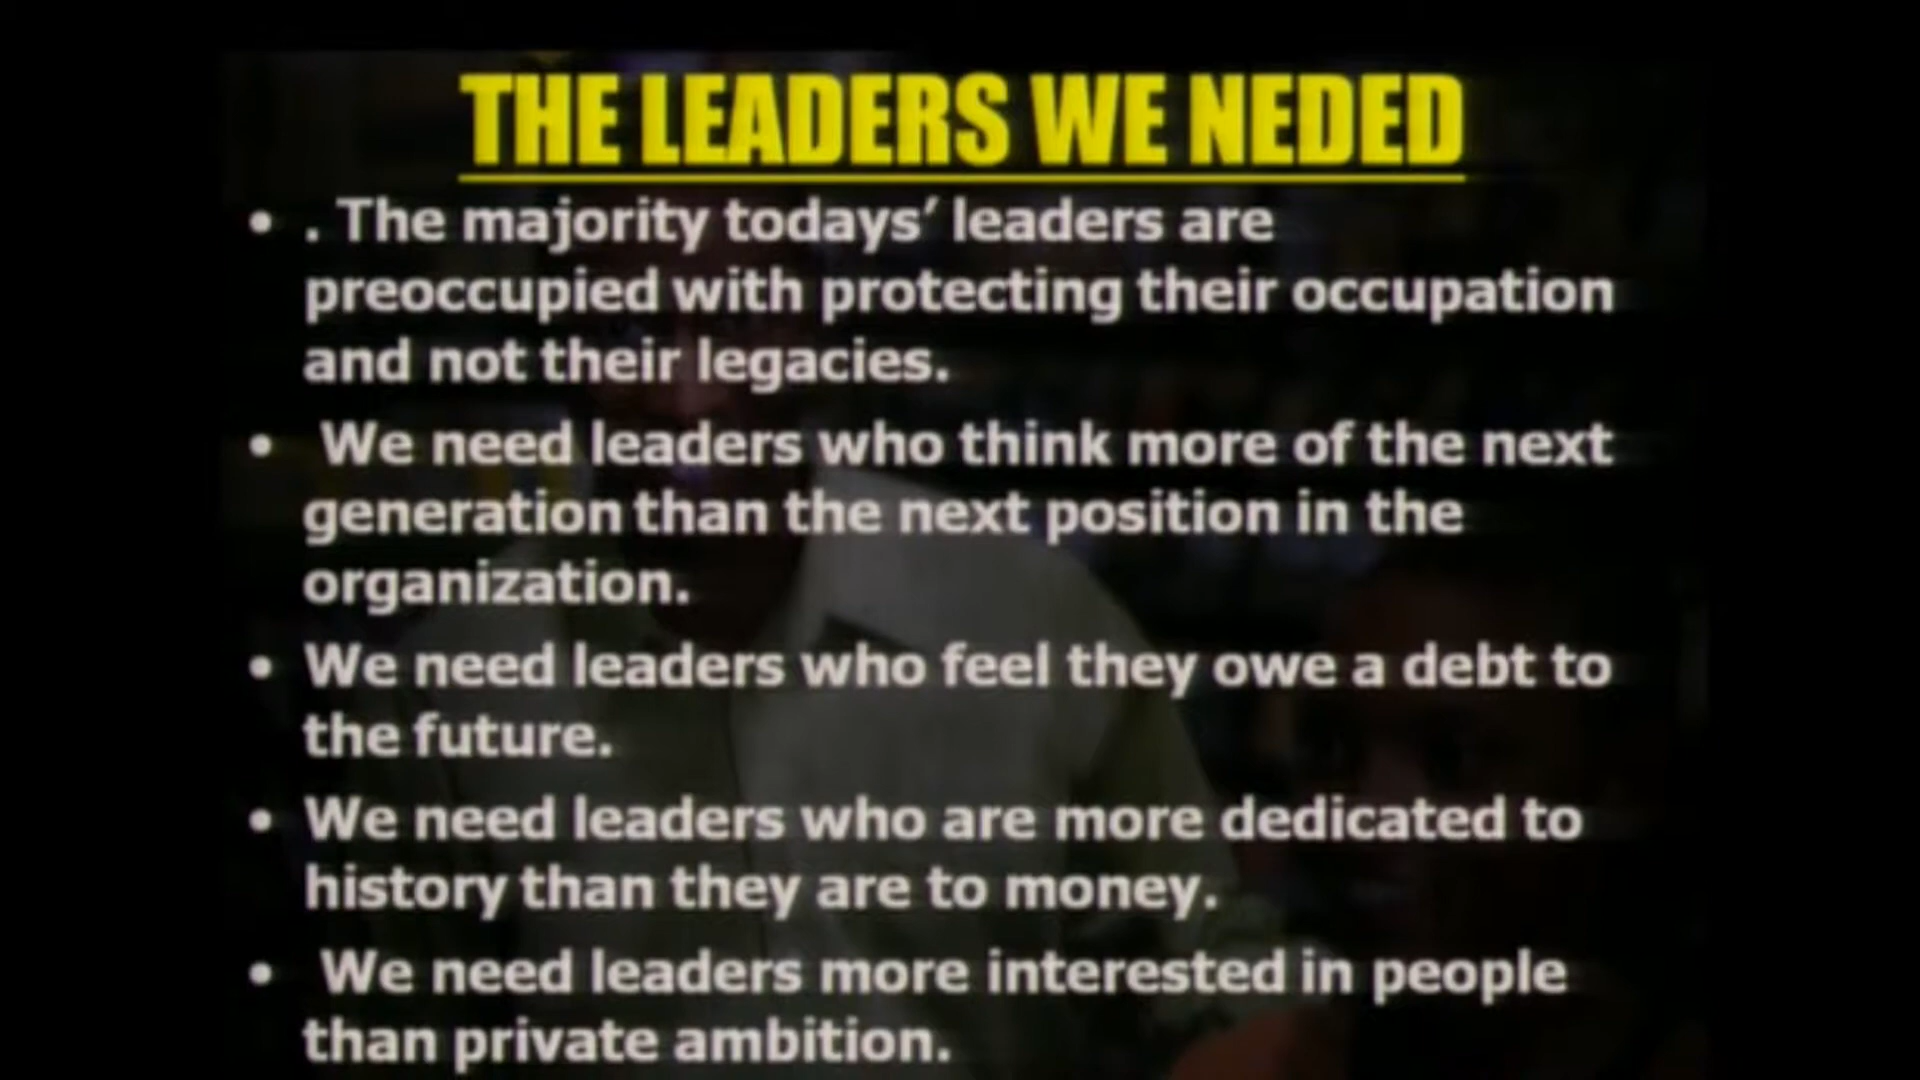 THE LEADERS WE NEDED
• . The majority todays’ leaders are
preoccupied with protecting their occupation
and not their legacies.
• We need leaders who think more of the next
generation than the next position in the
organization.
• We need leaders who feel they owe a debt to
the future.
• We need leaders who are more dedicated to
history than they are to money.
• We need leaders more interested in people
than private ambition.